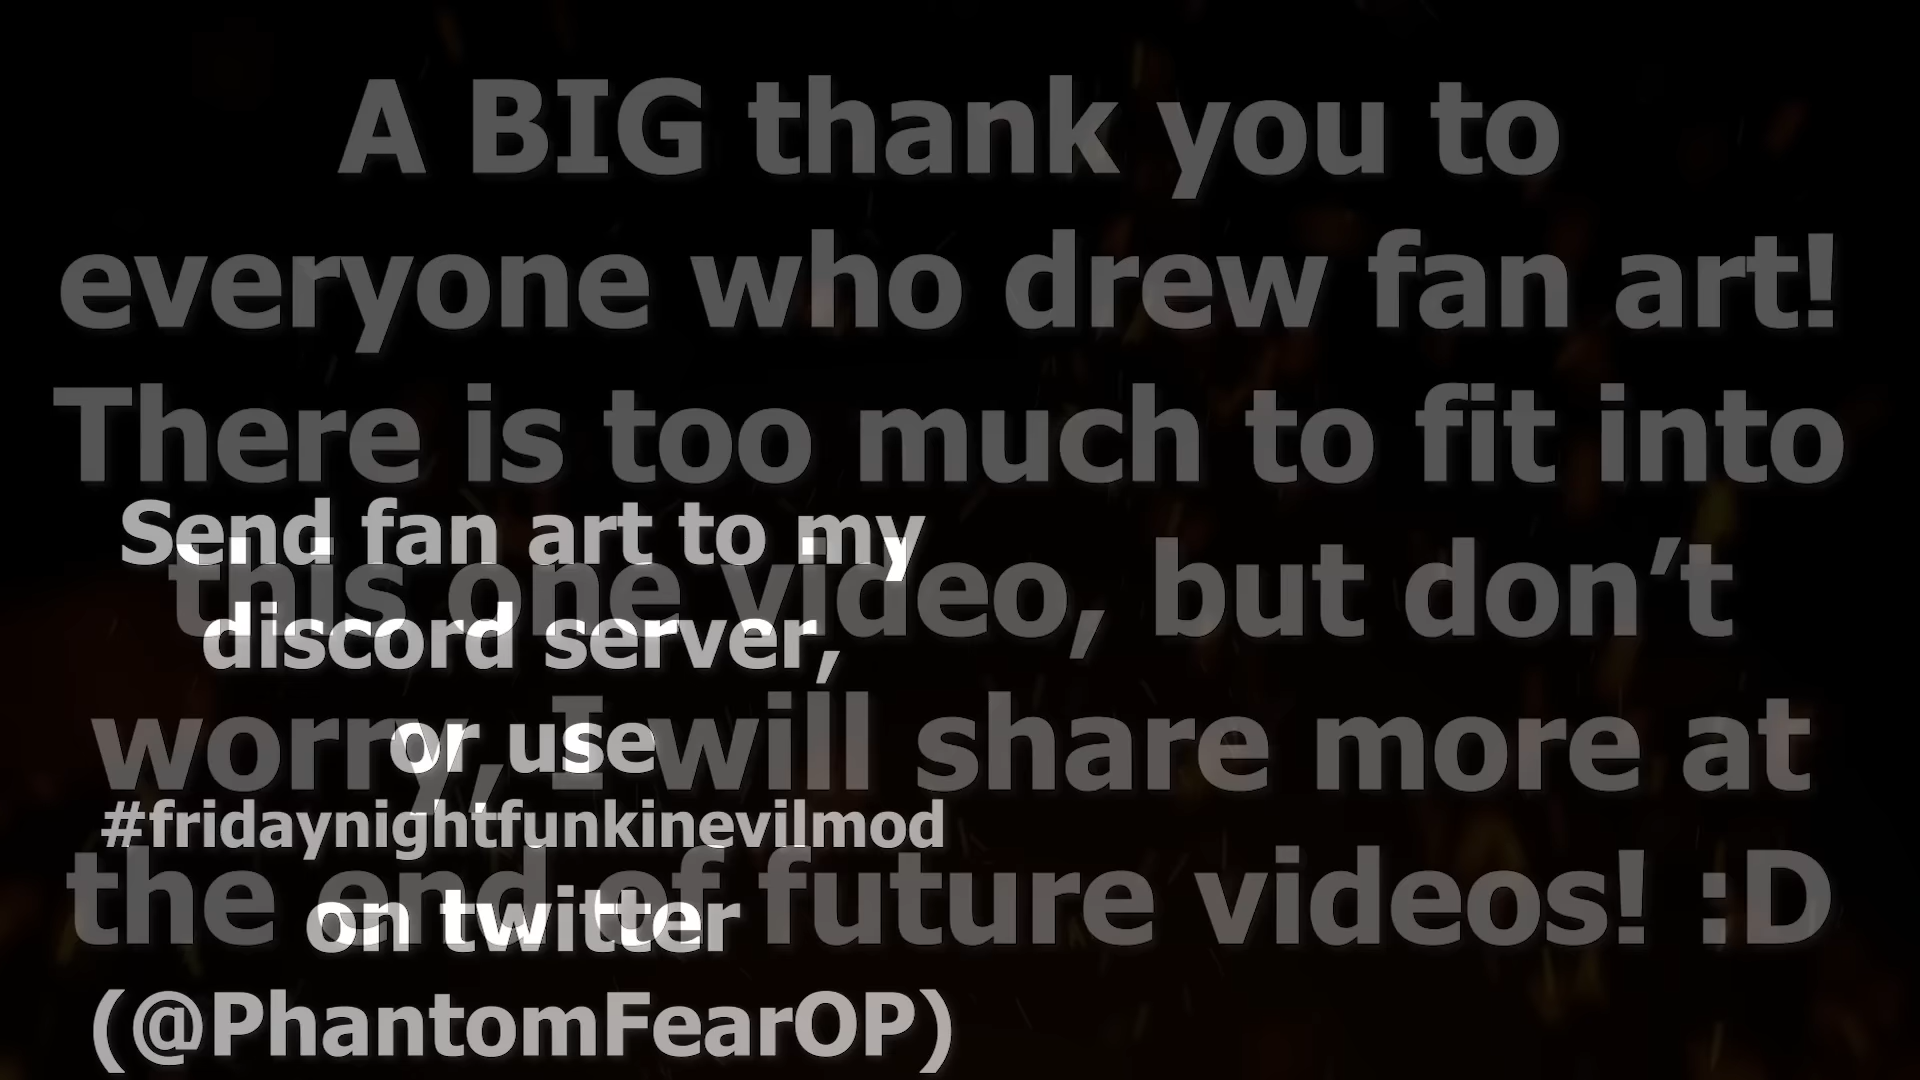 A BIG thank you to
everyone who drew fan art!
There is too much to fit into
this one video, but don’t
worry, I will share more at
the end of future videos! :D
Send fan art to my
discord server,
or use
#fridaynightfunkinevilmod
on twitter
(@PhantomFearOP)